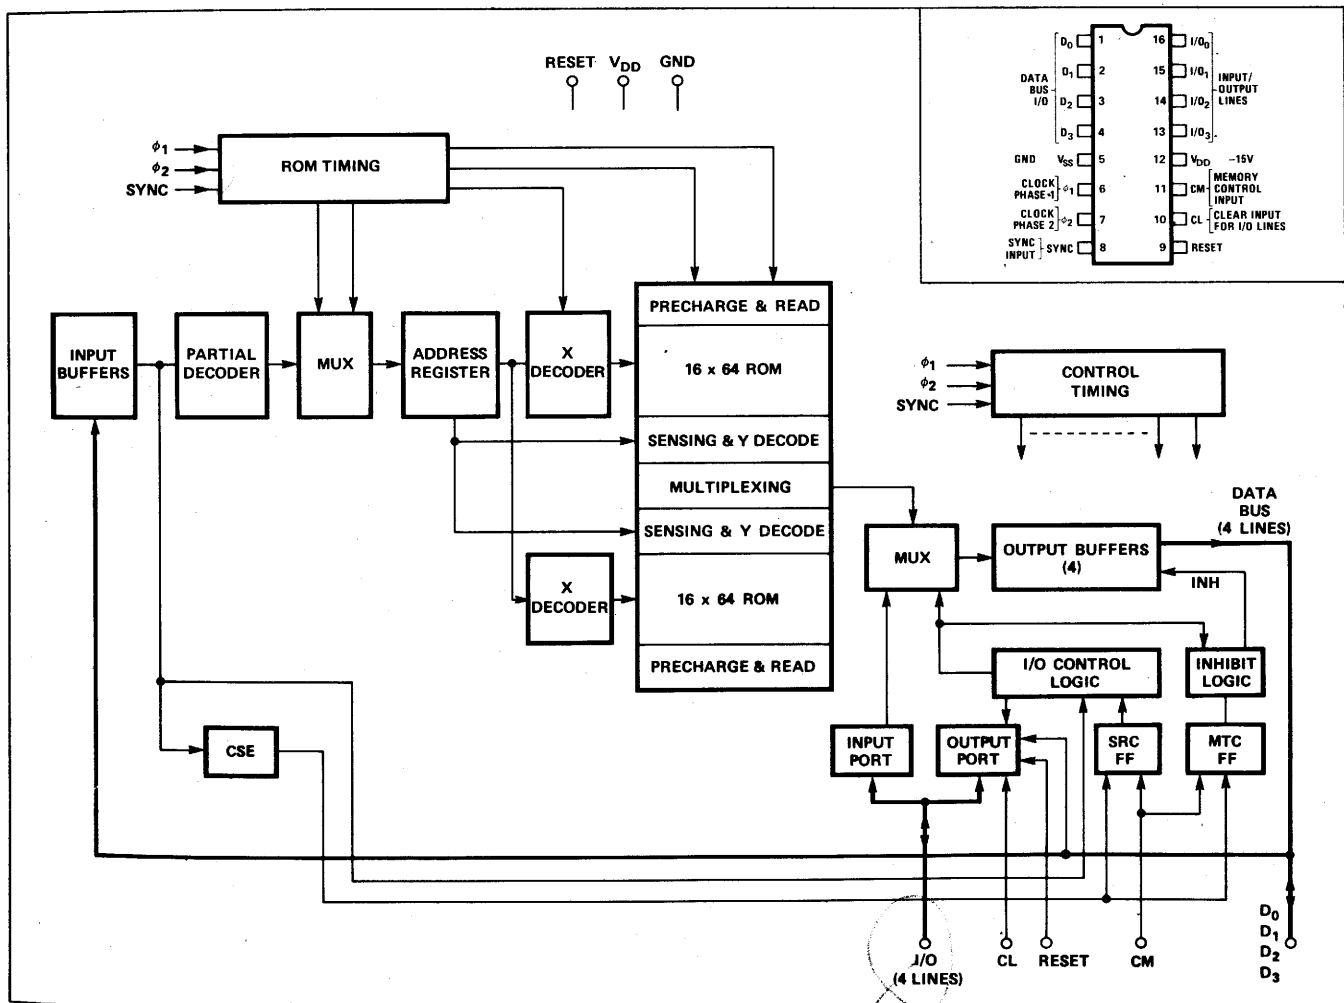 RESET V_DD GND
φ1
φ2
SYNC
ROM TIMING
D0 1 16 I/O0
D1 2 15 I/O1
D2 3 14 I/O2
D3 4 13 I/O3
DATA
BUS
I/O
INPUT/
OUTPUT
LINES
GND VSS 5 12 VDD -15V
CLOCK
PHASE 1
φ1 6 11 CM
MEMORY
CONTROL
INPUT
CLOCK
PHASE 2
φ2 7 10 CL
CLEAR INPUT
FOR I/O LINES
SYNC
INPUT
SYNC 8 9 RESET
INPUT
BUFFERS
PARTIAL
DECODER
MUX
ADDRESS
REGISTER
X
DECODER
PRECHARGE & READ
16 x 64 ROM
SENSING & Y DECODE
MULTIPLEXING
SENSING & Y DECODE
X
DECODER
16 x 64 ROM
PRECHARGE & READ
φ1
φ2
SYNC
CONTROL
TIMING
DATA
BUS
(4 LINES)
MUX
OUTPUT BUFFERS
(4)
INH
I/O CONTROL
LOGIC
INHIBIT
LOGIC
CSE
INPUT
PORT
OUTPUT
PORT
SRC
FF
MTC
FF
I/O
(4 LINES)
CL
RESET
CM
D0
D1
D2
D3